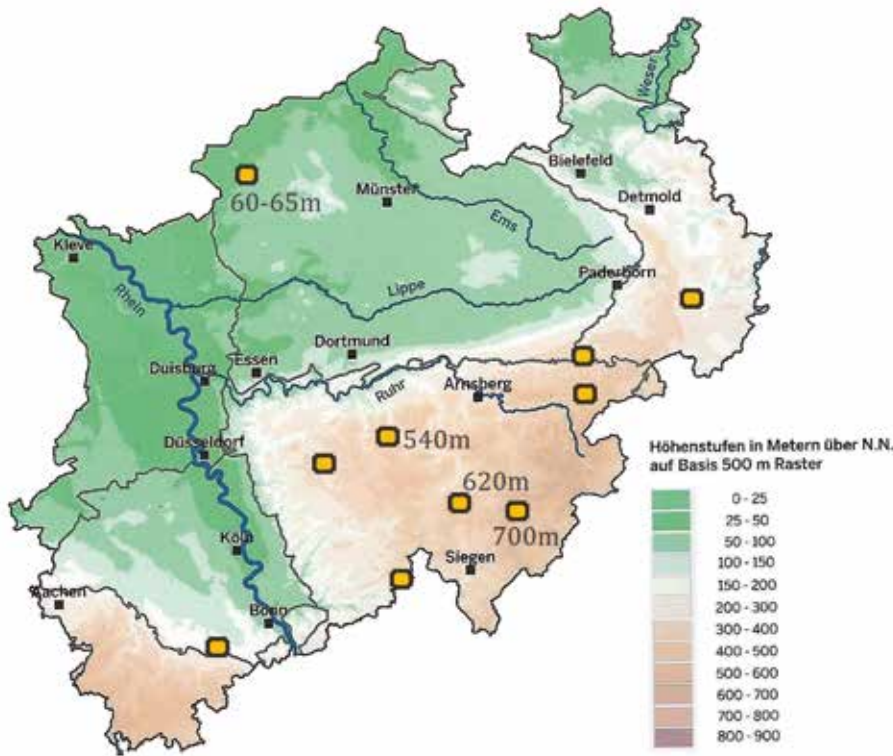 Weser
Bielefeld
Detmold
Münster
60-65m
Ems
Kleve
Rhein
Lippe
Paderborn
Dortmund
Essen
Duisburg
Ruhr
Arnsberg
Düsseldorf
540m
620m
700m
Köln
Siegen
Aachen
Bonn
Höhenstufen in Metern über N.N.
auf Basis 500 m Raster
0 - 25
25 - 50
50 - 100
100 - 150
150 - 200
200 - 300
300 - 400
400 - 500
500 - 600
600 - 700
700 - 800
800 - 900